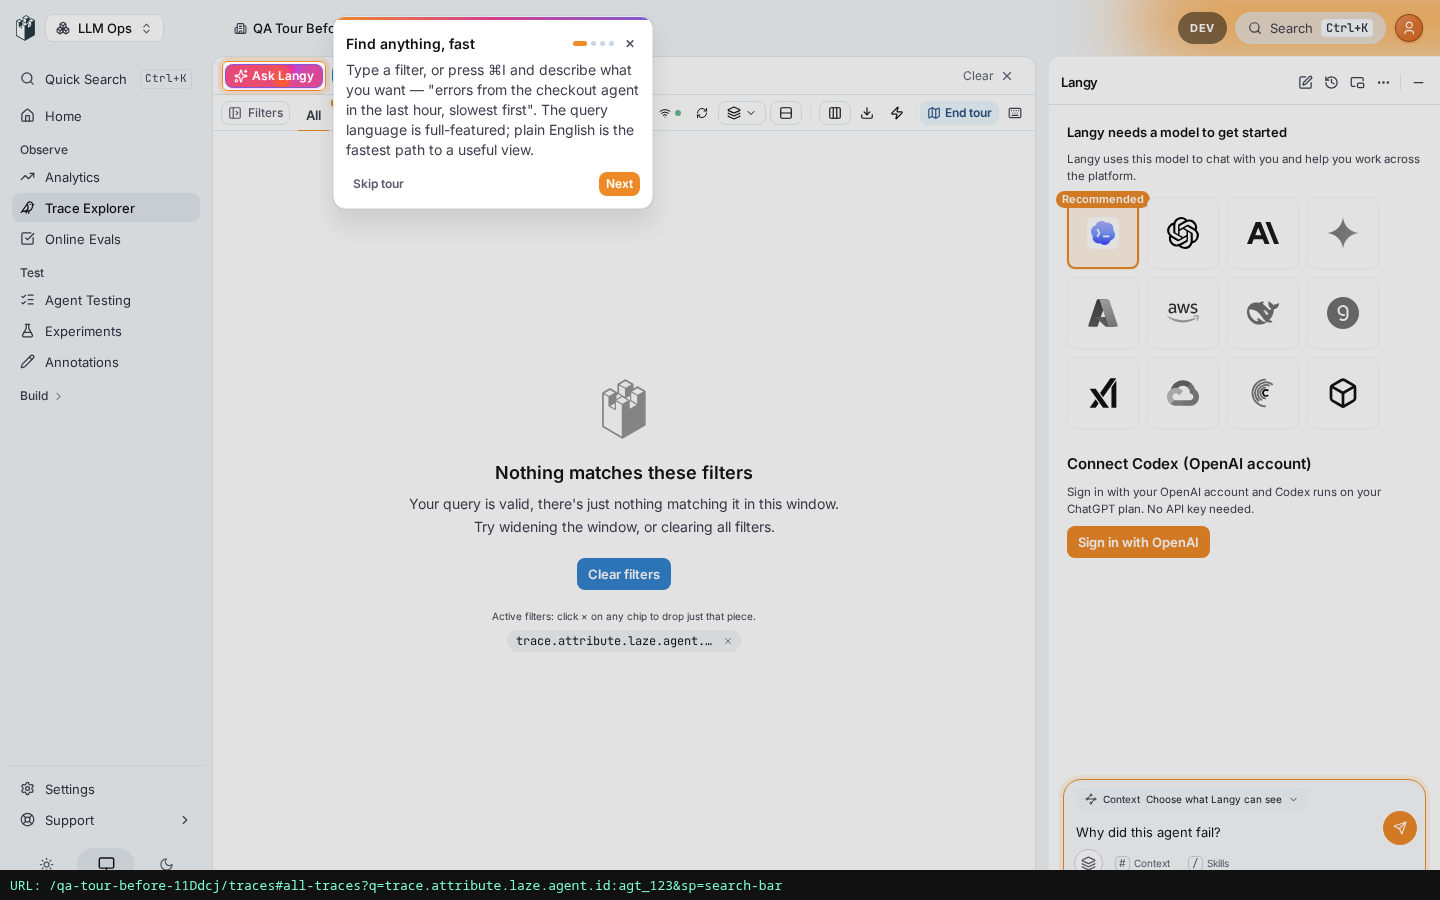 LLM Ops
QA Tour Befo
DEV
Search Ctrl+K
Quick Search Ctrl+K
Home
Observe
Analytics
Trace Explorer
Online Evals
Test
Agent Testing
Experiments
Annotations
Build
Settings
Support
Ask Langy
Clear
Filters
All
End tour
Find anything, fast
Type a filter, or press ⌘I and describe what
you want — "errors from the checkout agent
in the last hour, slowest first". The query
language is full-featured; plain English is the
fastest path to a useful view.
Skip tour
Next
Nothing matches these filters
Your query is valid, there's just nothing matching it in this window.
Try widening the window, or clearing all filters.
Clear filters
Active filters: click × on any chip to drop just that piece.
trace.attribute.laze.agent.…
Langy
Langy needs a model to get started
Langy uses this model to chat with you and help you work across
the platform.
Recommended
aws
Connect Codex (OpenAI account)
Sign in with your OpenAI account and Codex runs on your
ChatGPT plan. No API key needed.
Sign in with OpenAI
Context Choose what Langy can see
Why did this agent fail?
# Context / Skills
URL: /qa-tour-before-11Ddcj/traces#all-traces?q=trace.attribute.laze.agent.id:agt_123&sp=search-bar